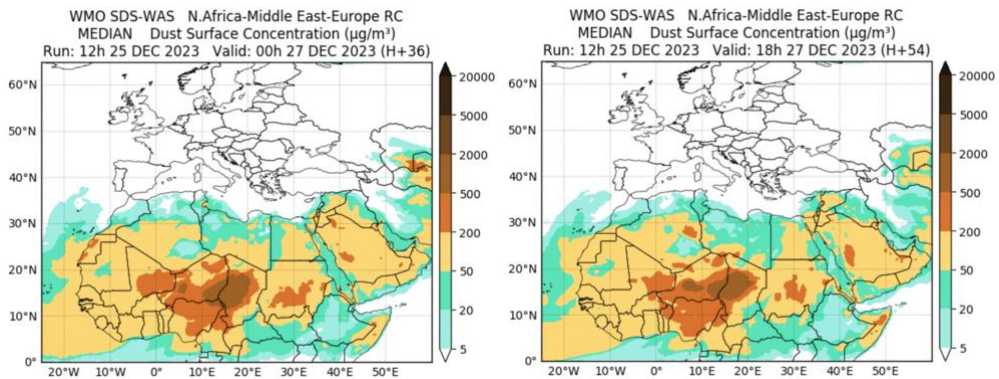 WMO SDS-WAS N.Africa-Middle East-Europe RC
MEDIAN Dust Surface Concentration (µg/m³)
Run: 12h 25 DEC 2023 Valid: 00h 27 DEC 2023 (H+36)
60°N
50°N
40°N
30°N
20°N
10°N
0°
20°W
10°W
0°
10°E
20°E
30°E
40°E
50°E
20000
5000
2000
500
200
50
20
5
WMO SDS-WAS N.Africa-Middle East-Europe RC
MEDIAN Dust Surface Concentration (µg/m³)
Run: 12h 25 DEC 2023 Valid: 18h 27 DEC 2023 (H+54)
60°N
50°N
40°N
30°N
20°N
10°N
0°
20°W
10°W
0°
10°E
20°E
30°E
40°E
50°E
20000
5000
2000
500
200
50
20
5